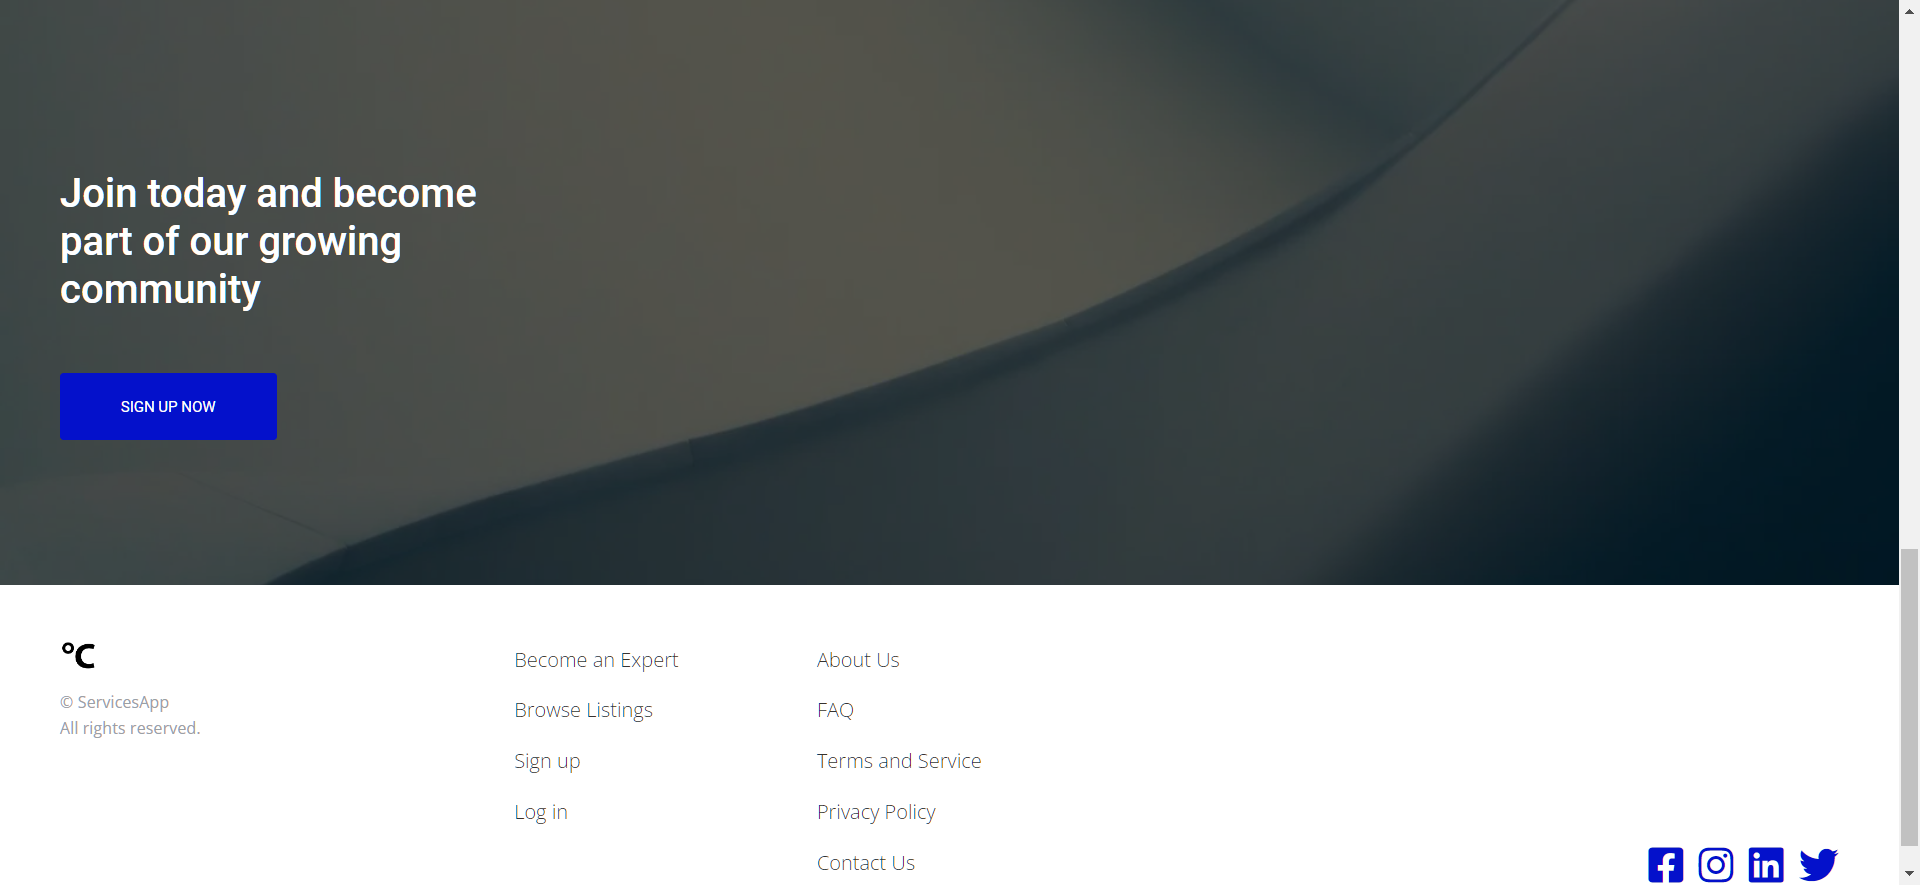 Join today and become
part of our growing
community
SIGN UP NOW
°C
© ServicesApp
All rights reserved.
Become an Expert
Browse Listings
Sign up
Log in
About Us
FAQ
Terms and Service
Privacy Policy
Contact Us